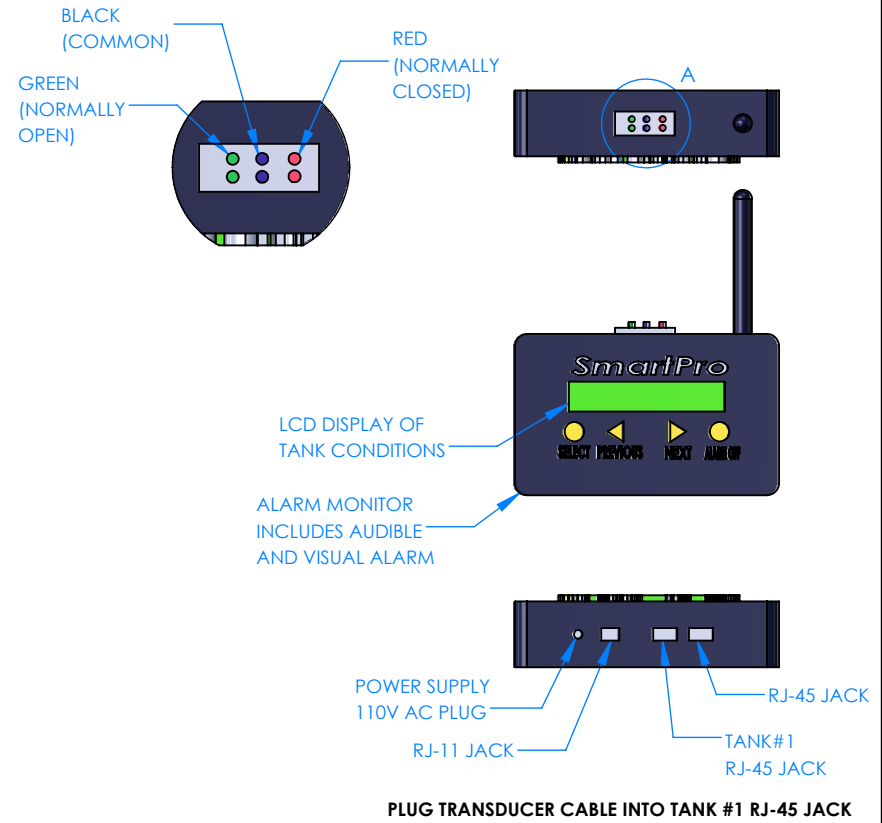 BLACK
(COMMON)
RED
(NORMALLY
CLOSED)
GREEN
(NORMALLY
OPEN)
A
SmartPro
LCD DISPLAY OF
TANK CONDITIONS
SELECT PREVIOUS NEXT
ALARM MONITOR
INCLUDES AUDIBLE
AND VISUAL ALARM
POWER SUPPLY
110V AC PLUG
RJ-11 JACK
RJ-45 JACK
TANK#1
RJ-45 JACK
PLUG TRANSDUCER CABLE INTO TANK #1 RJ-45 JACK